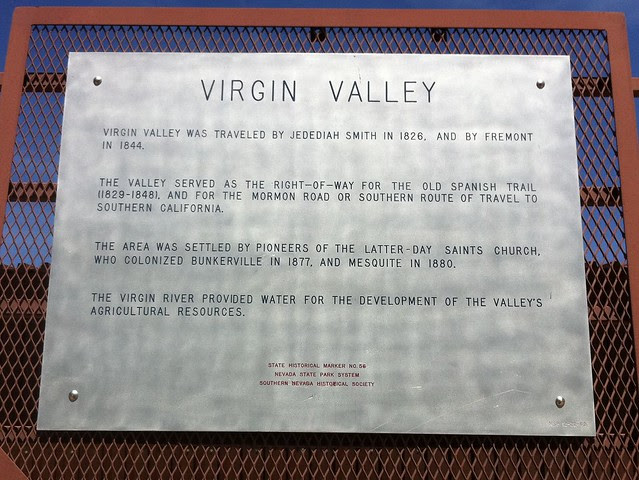 VIRGIN VALLEY
VIRGIN VALLEY WAS TRAVELED BY JEDEDIAH SMITH IN 1826, AND BY FREMONT
IN 1844.
THE VALLEY SERVED AS THE RIGHT-OF-WAY FOR THE OLD SPANISH TRAIL
(1829-1848), AND FOR THE MORMON ROAD OR SOUTHERN ROUTE OF TRAVEL TO
SOUTHERN CALIFORNIA.
THE AREA WAS SETTLED BY PIONEERS OF THE LATTER-DAY SAINTS CHURCH,
WHO COLONIZED BUNKERVILLE IN 1877, AND MESQUITE IN 1880.
THE VIRGIN RIVER PROVIDED WATER FOR THE DEVELOPMENT OF THE VALLEY'S
AGRICULTURAL RESOURCES.
STATE HISTORICAL MARKER NO. 56
NEVADA STATE PARK SYSTEM
SOUTHERN NEVADA HISTORICAL SOCIETY